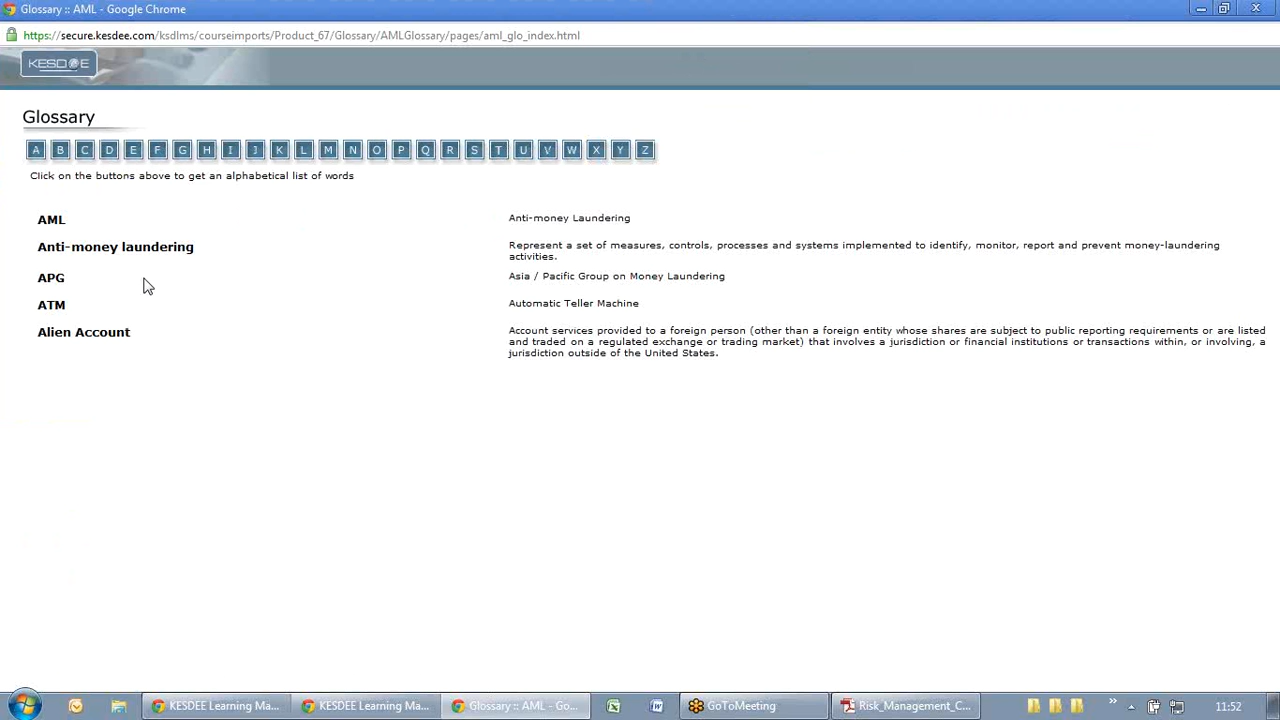 Glossary :: AML - Google Chrome
https://secure.kesdee.com/ksdlms/courseimports/Product_67/Glossary/AMLGlossary/pages/aml_glo_index.html
KESDEE
Glossary
A B C D E F G H I J K L M N O P Q R S T U V W X Y Z
Click on the buttons above to get an alphabetical list of words
AML
Anti-money Laundering
Anti-money laundering
Represent a set of measures, controls, processes and systems implemented to identify, monitor, report and prevent money-laundering
activities.
APG
Asia / Pacific Group on Money Laundering
ATM
Automatic Teller Machine
Alien Account
Account services provided to a foreign person (other than a foreign entity whose shares are subject to public reporting requirements or are listed
and traded on a regulated exchange or trading market) that involves a jurisdiction or financial institutions or transactions within, or involving, a
jurisdiction outside of the United States.
KESDEE Learning Ma... KESDEE Learning Ma... Glossary :: AML - Go... GoToMeeting Risk_Management_C... 11:52